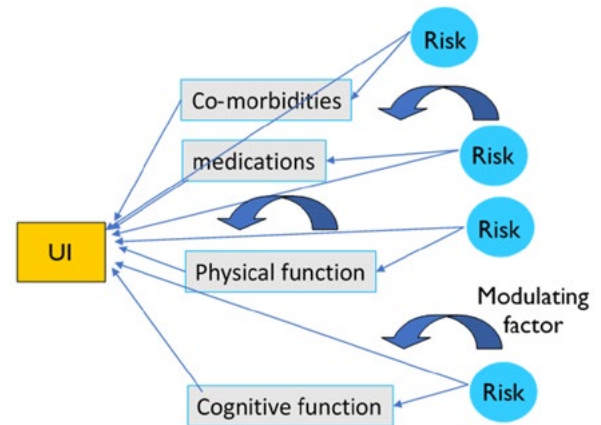 Risk
Co-morbidities
medications
Risk
UI
Risk
Physical function
Modulating
factor
Risk
Cognitive function